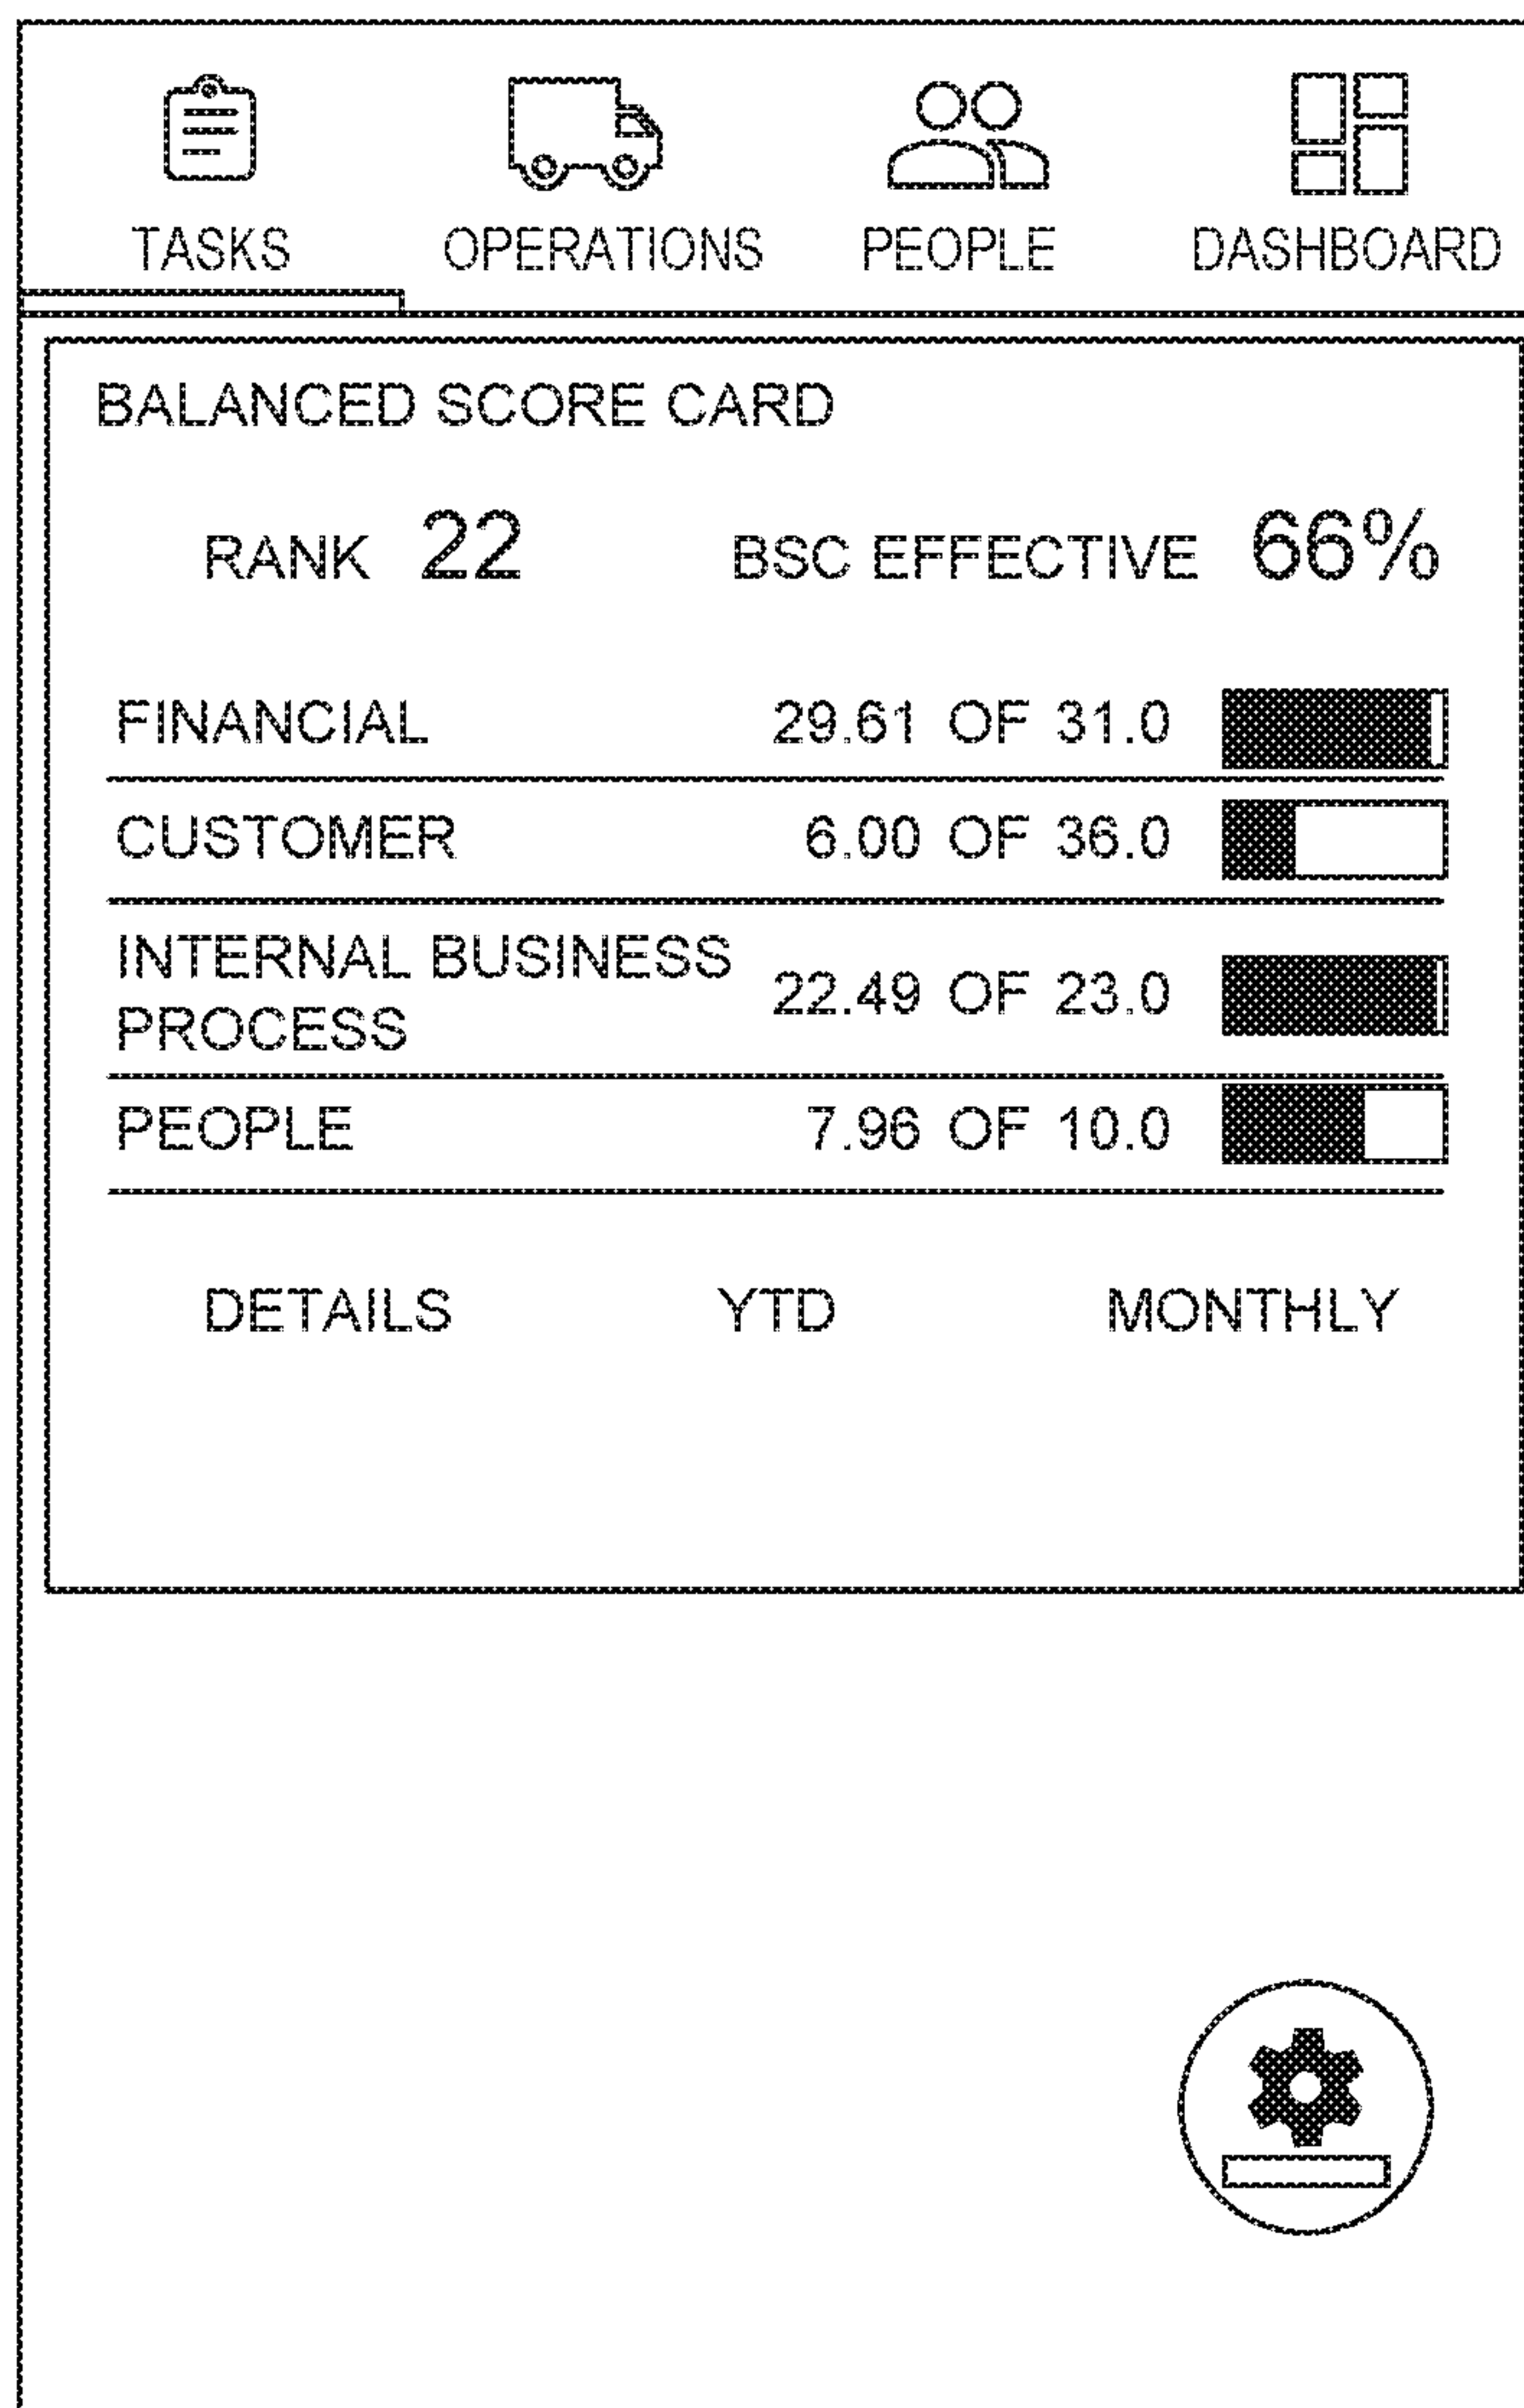 TASKS OPERATIONS PEOPLE DASHBOARD
BALANCED SCORE CARD
RANK 22 BSC EFFECTIVE 66%
FINANCIAL 29.61 OF 31.0
CUSTOMER 6.00 OF 36.0
INTERNAL BUSINESS
PROCESS 22.49 OF 23.0
PEOPLE 7.96 OF 10.0
DETAILS YTD MONTHLY